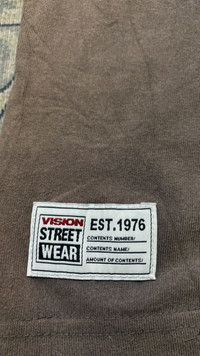 VISION
STREET
WEAR
EST.1976
CONTENTS NUMBER/
CONTENTS NAME/
AMOUNT OF CONTENTS/